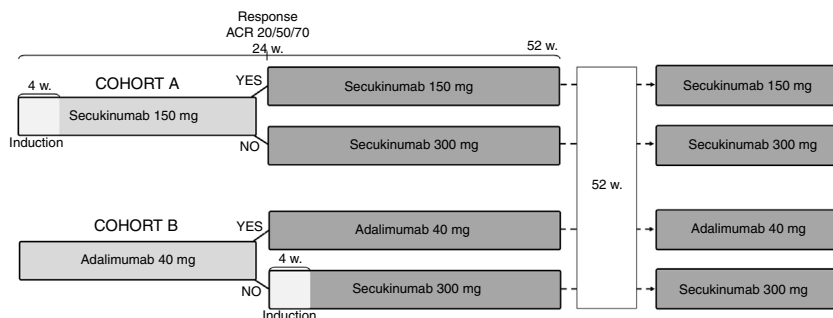 Response
ACR 20/50/70
24 w.
52 w.
COHORT A
YES
4 w.
Secukinumab 150 mg
Secukinumab 150 mg
Secukinumab 150 mg
Induction
NO
Secukinumab 300 mg
Secukinumab 300 mg
52 w.
COHORT B
YES
Adalimumab 40 mg
Adalimumab 40 mg
Adalimumab 40 mg
4 w.
NO
Secukinumab 300 mg
Secukinumab 300 mg
Induction